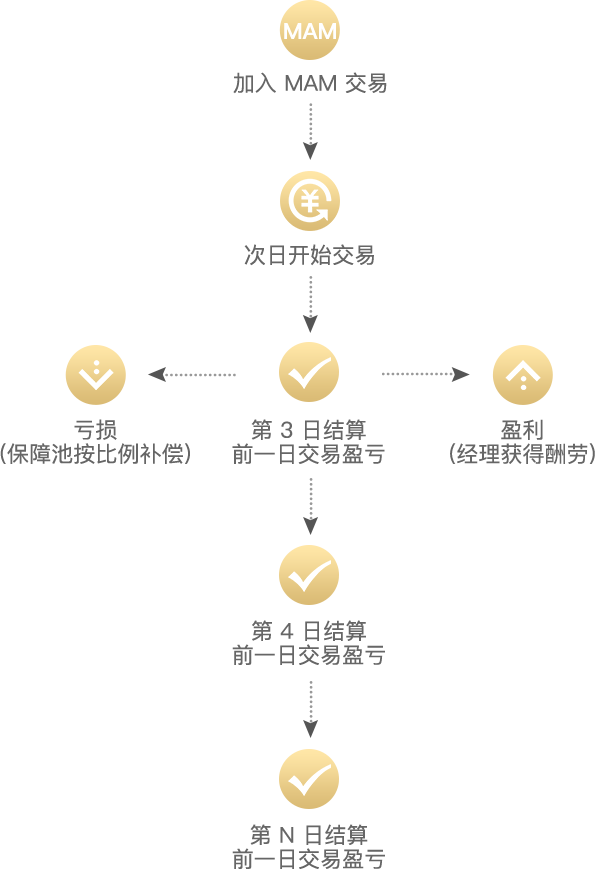 MAM
加入 MAM 交易
¥
次日开始交易
亏损
(保障池按比例补偿)
第 3 日结算
前一日交易盈亏
盈利
(经理获得酬劳)
第 4 日结算
前一日交易盈亏
第 N 日结算
前一日交易盈亏